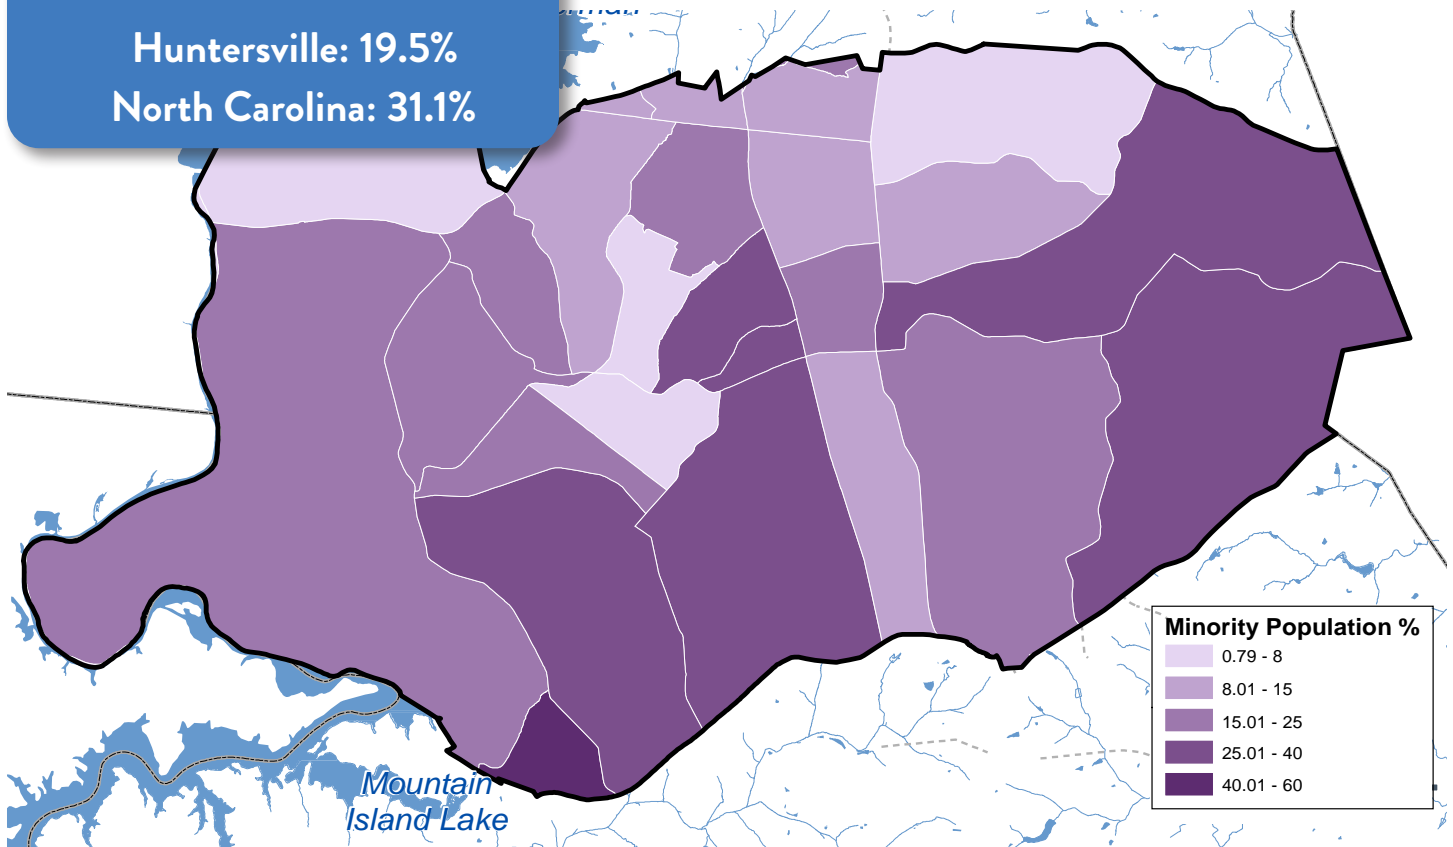 Huntersville: 19.5%
North Carolina: 31.1%
Mountain
Island Lake
Minority Population %
0.79 - 8
8.01 - 15
15.01 - 25
25.01 - 40
40.01 - 60